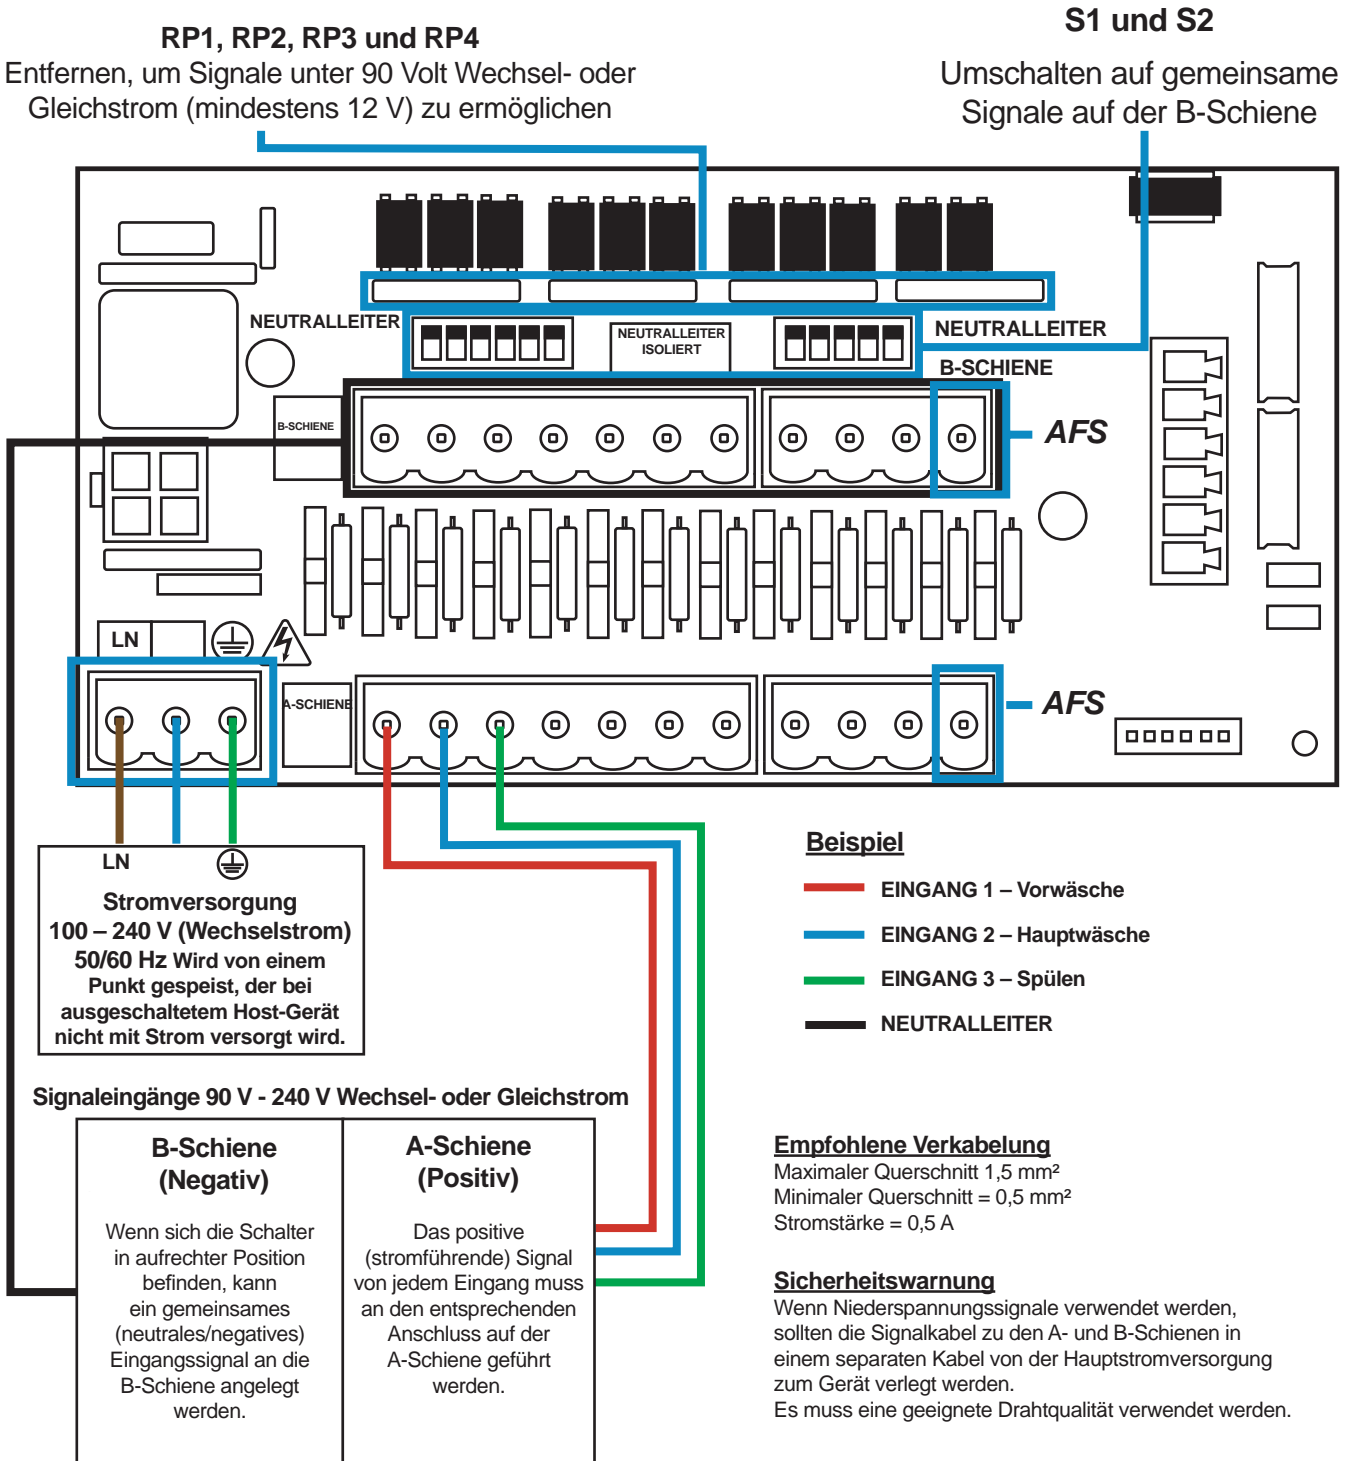 RP1, RP2, RP3 und RP4
Entfernen, um Signale unter 90 Volt Wechsel- oder
Gleichstrom (mindestens 12 V) zu ermöglichen
S1 und S2
Umschalten auf gemeinsame
Signale auf der B-Schiene
NEUTRALLEITER
NEUTRALLEITER
ISOLIERT
NEUTRALLEITER
B-SCHIENE
B-SCHIENE
AFS
LN
A-SCHIENE
AFS
LN
Stromversorgung
100 – 240 V (Wechselstrom)
50/60 Hz Wird von einem
Punkt gespeist, der bei
ausgeschaltetem Host-Gerät
nicht mit Strom versorgt wird.
Beispiel
EINGANG 1 – Vorwäsche
EINGANG 2 – Hauptwäsche
EINGANG 3 – Spülen
NEUTRALLEITER
Signaleingänge 90 V - 240 V Wechsel- oder Gleichstrom
B-Schiene
(Negativ)
Wenn sich die Schalter
in aufrechter Position
befinden, kann
ein gemeinsames
(neutrales/negatives)
Eingangssignal an die
B-Schiene angelegt
werden.
A-Schiene
(Positiv)
Das positive
(stromführende) Signal
von jedem Eingang muss
an den entsprechenden
Anschluss auf der
A-Schiene geführt
werden.
Empfohlene Verkabelung
Maximaler Querschnitt 1,5 mm²
Minimaler Querschnitt = 0,5 mm²
Stromstärke = 0,5 A
Sicherheitswarnung
Wenn Niederspannungssignale verwendet werden,
sollten die Signalkabel zu den A- und B-Schienen in
einem separaten Kabel von der Hauptstromversorgung
zum Gerät verlegt werden.
Es muss eine geeignete Drahtqualität verwendet werden.